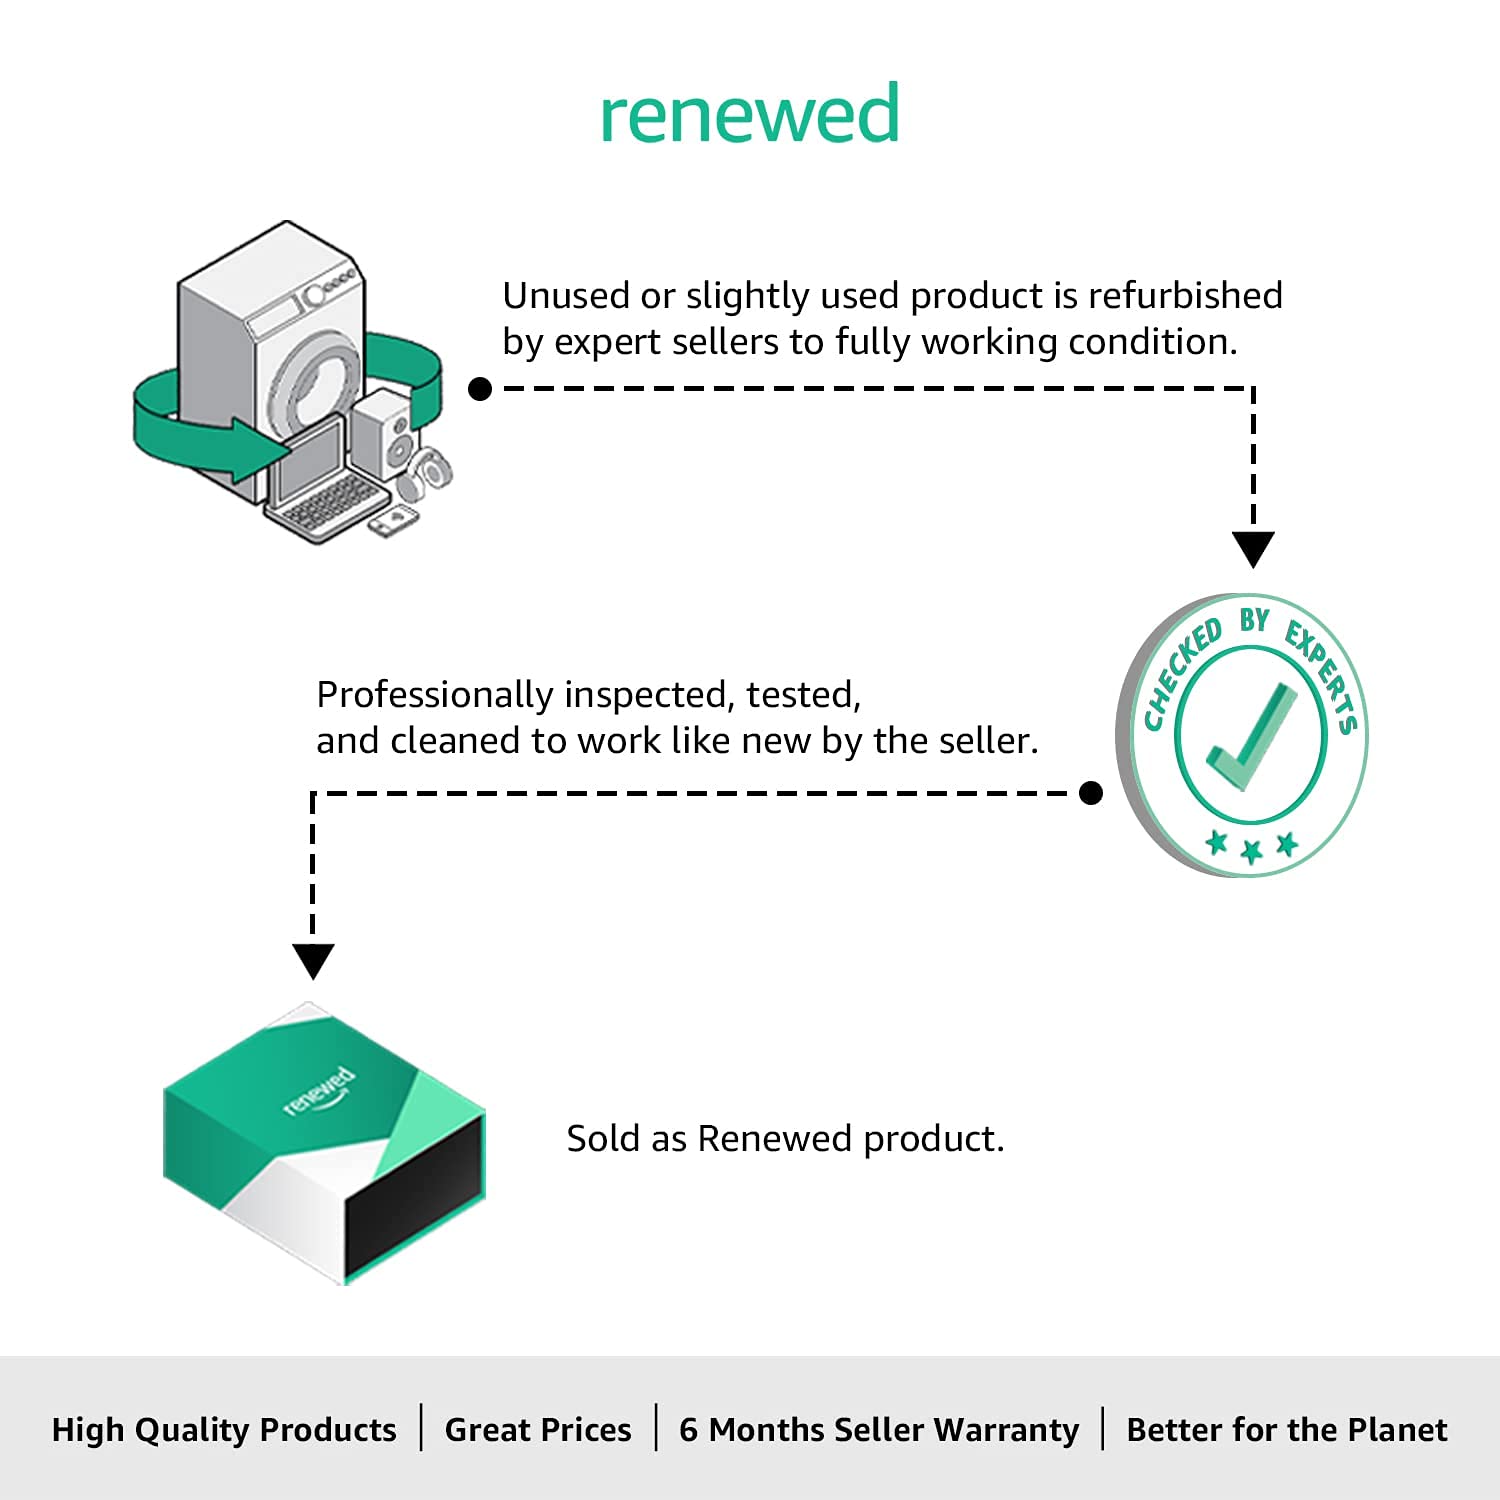 renewed
Unused or slightly used product is refurbished
by expert sellers to fully working condition.
CHECKED BY EXPERTS
Professionally inspected, tested,
and cleaned to work like new by the seller.
renewed
Sold as Renewed product.
High Quality Products | Great Prices | 6 Months Seller Warranty | Better for the Planet